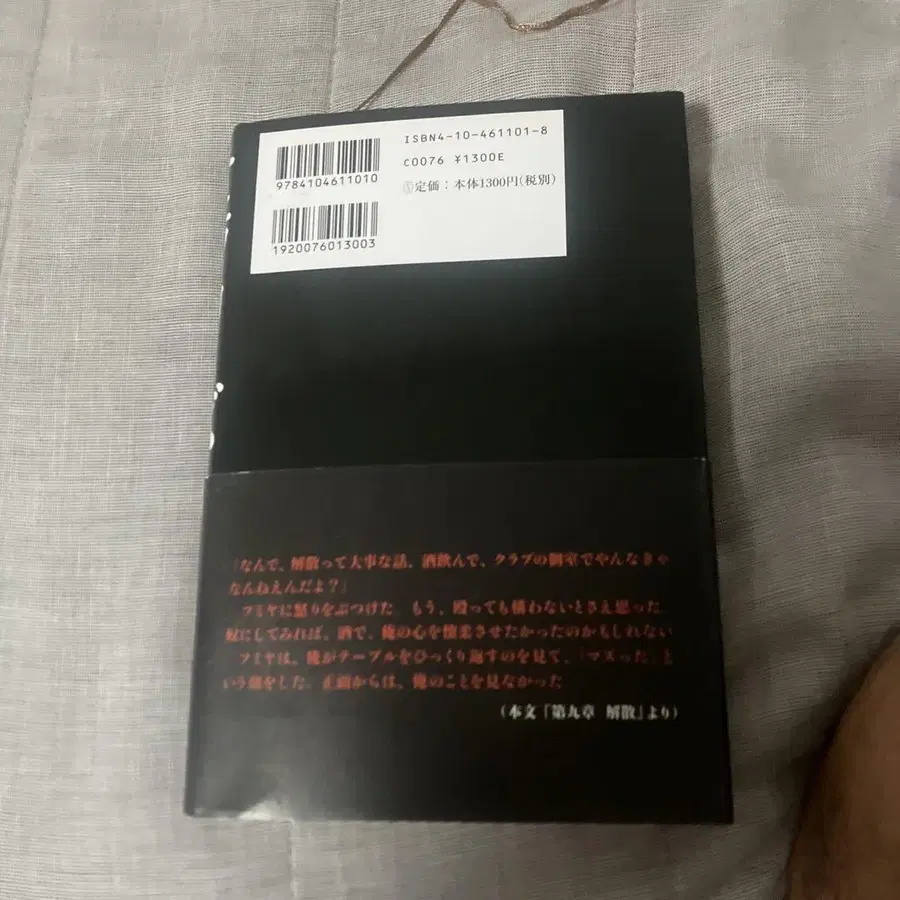 ISBN4-10-461101-8
C0076 ¥1300E
定価:本体1300円(税別)
9784104611010
1920076013003
「なんで、解散って大事な話、酒飲んで、クラブの個室でやんなきゃ
なんねえんだよ?」
フミヤに怒りをぶつけた。もう、殴っても構わないとさえ思った。
奴にしてみれば、酒で、俺の心を懐柔させたかったのかもしれない
フミヤは、俺がテーブルをひっくり返すのを見て、「マズった」と
いう顔をした。正面からは、俺のことを見なかった
(本文「第九章 解散」より)